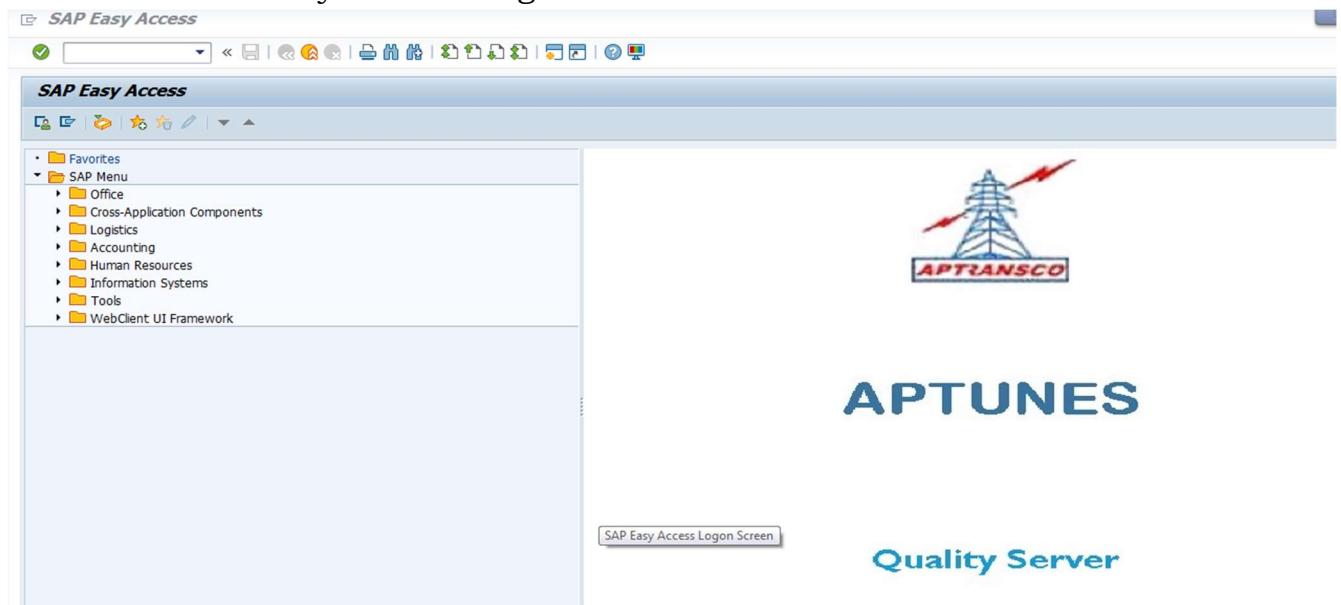 SAP Easy Access
SAP Easy Access
Favorites
SAP Menu
Office
Cross-Application Components
Logistics
Accounting
Human Resources
Information Systems
Tools
WebClient UI Framework
APTRANSCO
APTUNES
SAP Easy Access Logon Screen
Quality Server